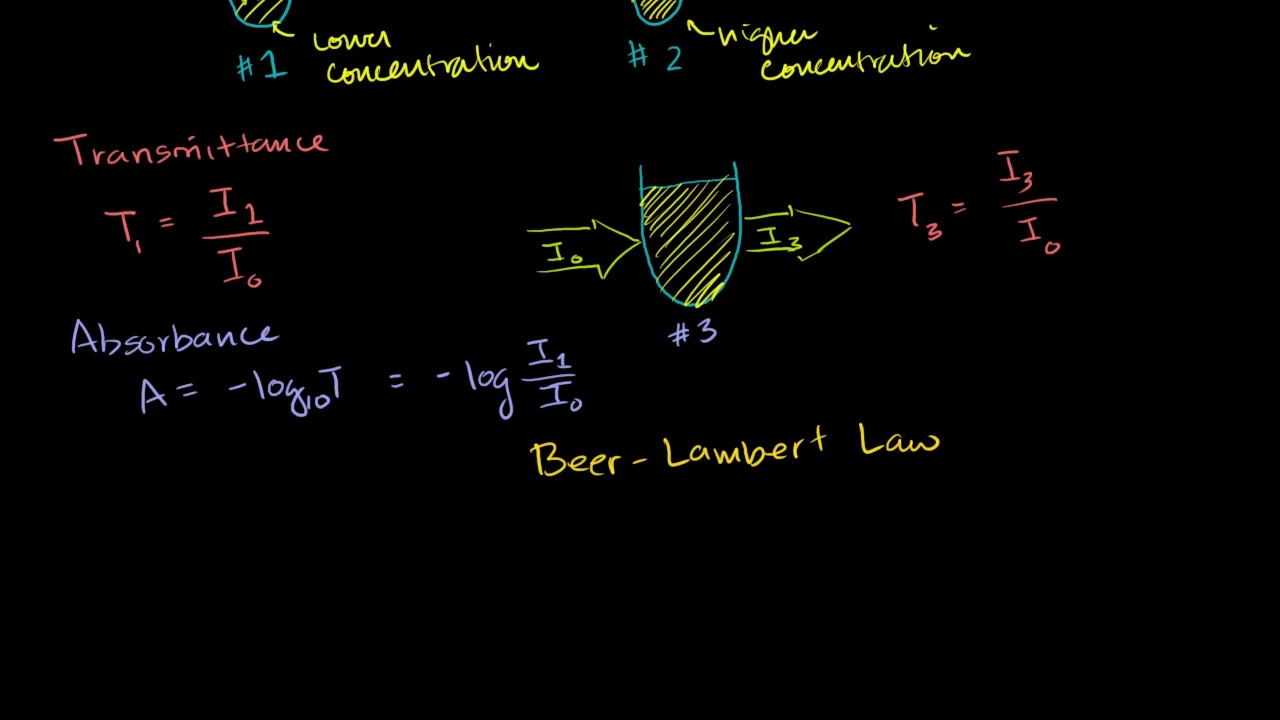 lower
concentration
#1
higher
concentration
#2
Transmittance
T₁ = I₁/I₀
I₀
I₃
#3
T₃ = I₃/I₀
Absorbance
A = -log₁₀T = -log I₁/I₀
Beer-Lambert Law